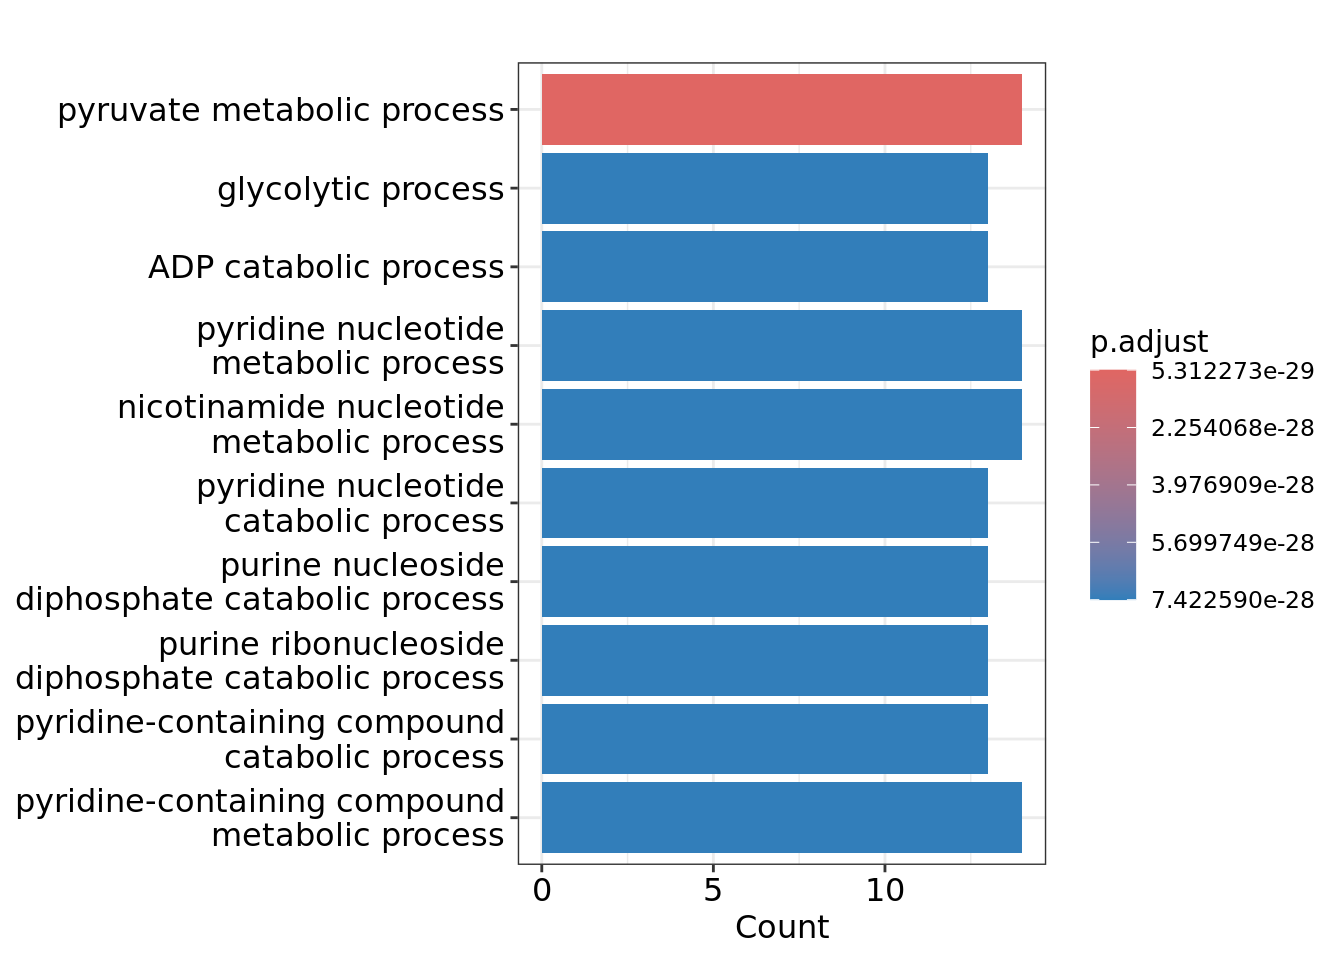 pyruvate metabolic process
glycolytic process
ADP catabolic process
pyridine nucleotide
metabolic process
nicotinamide nucleotide
metabolic process
pyridine nucleotide
catabolic process
purine nucleoside
diphosphate catabolic process
purine ribonucleoside
diphosphate catabolic process
pyridine-containing compound
catabolic process
pyridine-containing compound
metabolic process
0 5 10
Count
p.adjust
5.312273e-29
2.254068e-28
3.976909e-28
5.699749e-28
7.422590e-28